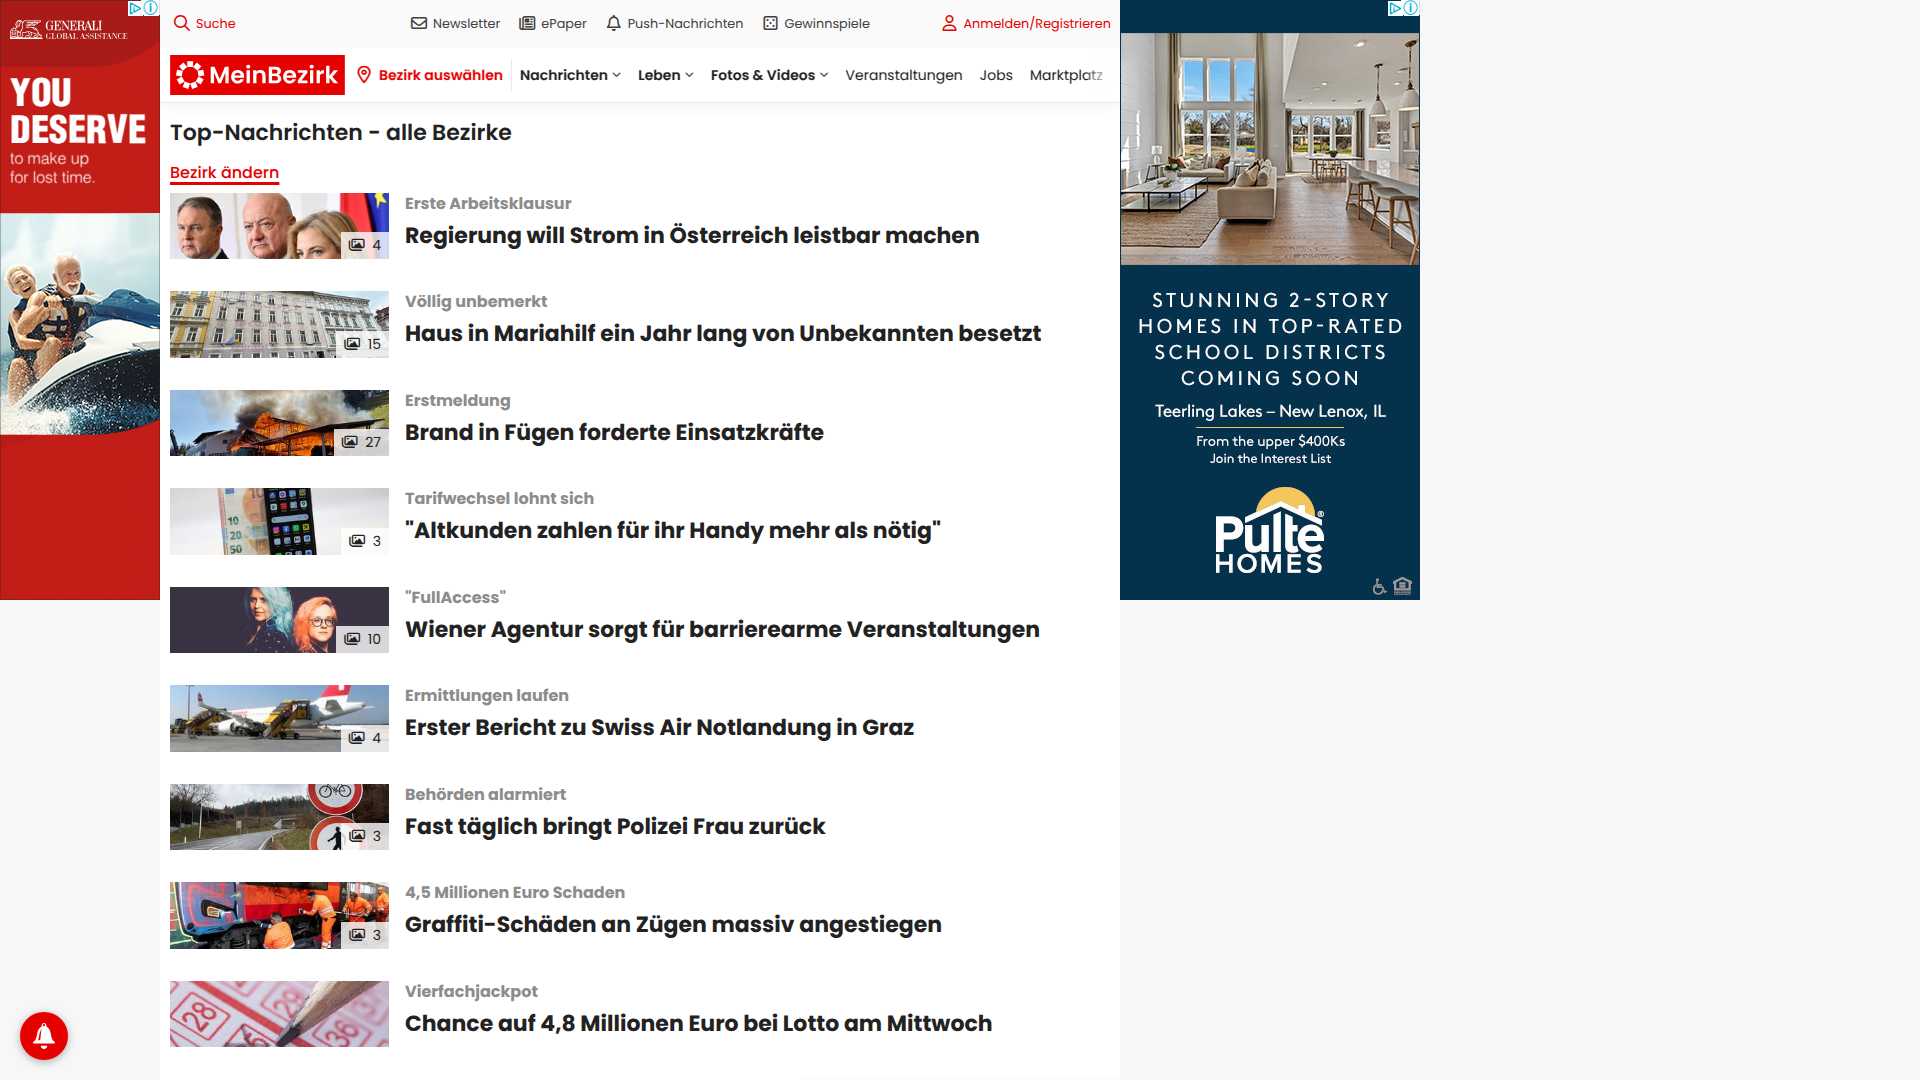 GENERALI
GLOBAL ASSISTANCE
YOU
DESERVE
to make up
for lost time.
Suche
Newsletter
ePaper
Push-Nachrichten
Gewinnspiele
Anmelden/Registrieren
MeinBezirk
Bezirk auswählen
Nachrichten
Leben
Fotos & Videos
Veranstaltungen
Jobs
Marktplatz
Top-Nachrichten - alle Bezirke
Bezirk ändern
4
Erste Arbeitsklausur
Regierung will Strom in Österreich leistbar machen
15
Völlig unbemerkt
Haus in Mariahilf ein Jahr lang von Unbekannten besetzt
27
Erstmeldung
Brand in Fügen forderte Einsatzkräfte
10
20
50
3
Tarifwechsel lohnt sich
"Altkunden zahlen für ihr Handy mehr als nötig"
10
"FullAccess"
Wiener Agentur sorgt für barrierearme Veranstaltungen
4
Ermittlungen laufen
Erster Bericht zu Swiss Air Notlandung in Graz
3
Behörden alarmiert
Fast täglich bringt Polizei Frau zurück
3
4,5 Millionen Euro Schaden
Graffiti-Schäden an Zügen massiv angestiegen
28
29
36
Vierfachjackpot
Chance auf 4,8 Millionen Euro bei Lotto am Mittwoch
STUNNING 2-STORY
HOMES IN TOP-RATED
SCHOOL DISTRICTS
COMING SOON
Teerling Lakes – New Lenox, IL
From the upper $400Ks
Join the Interest List
Pulte®
HOMES